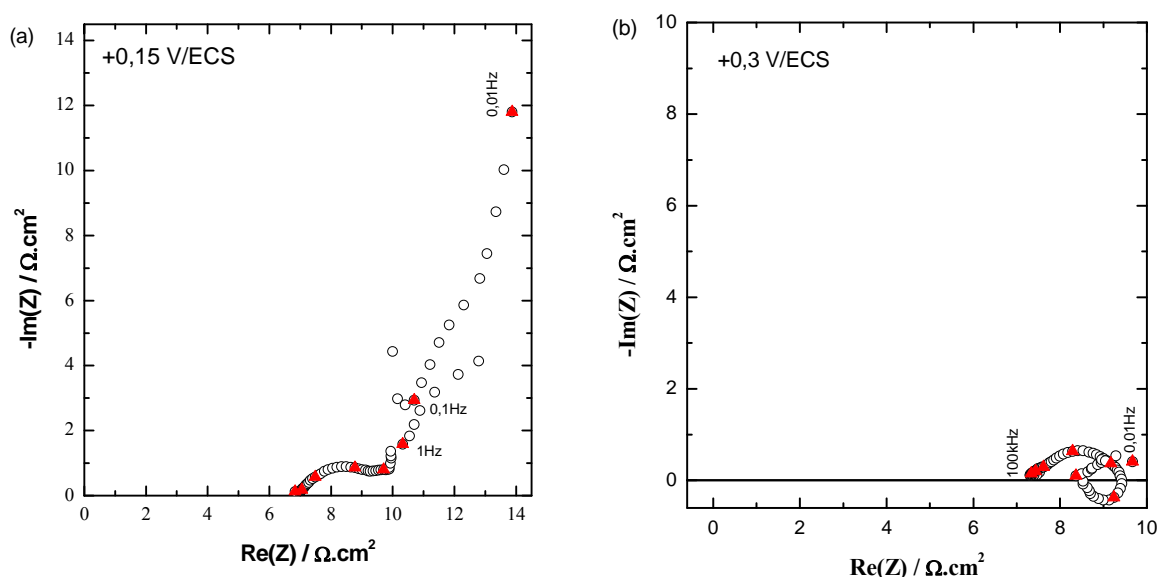 (a)
+0,15 V/ECS
14
12
10
8
6
4
2
0
-Im(Z) / Ω.cm²
0,01Hz
0,1Hz
1Hz
0 2 4 6 8 10 12 14
Re(Z) / Ω.cm²
(b)
+0,3 V/ECS
-10
8
6
4
2
0
-Im(Z) / Ω.cm²
100kHz
0,01Hz
0 2 4 6 8 10
Re(Z) / Ω.cm²